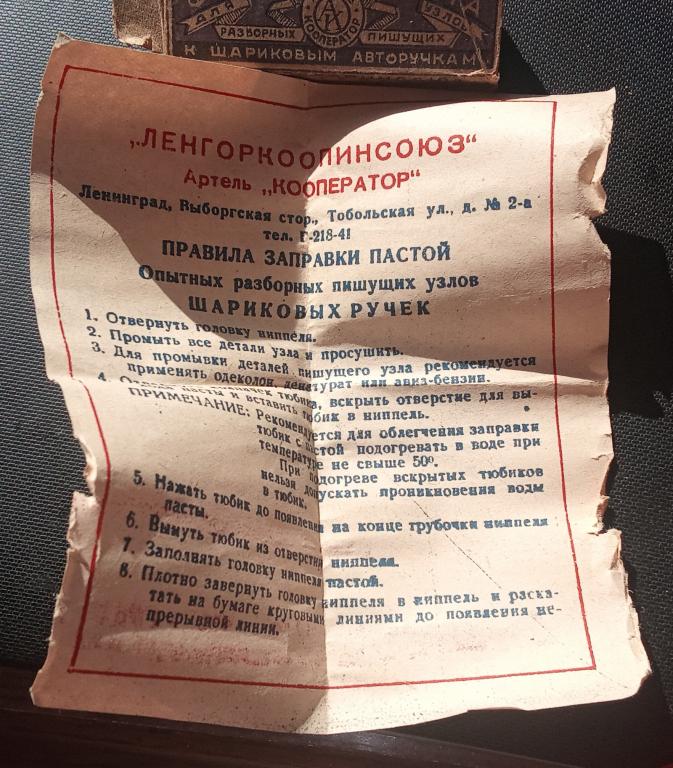 ДЛЯ УЗЛОВ
КООПЕРАТОР
РАЗБОРНЫХ ПИШУЩИХ
К ШАРИКОВЫМ АВТОРУЧКАМ
„ЛЕНГОРКООПИНСОЮЗ“
Артель „КООПЕРАТОР“
Ленинград, Выборгская стор., Тобольская ул., д. № 2-а
тел. Г-218-41
ПРАВИЛА ЗАПРАВКИ ПАСТОЙ
Опытных разборных пишущих узлов
ШАРИКОВЫХ РУЧЕК
1. Отвернуть головку ниппеля.
2. Промыть все детали узла и просушить.
3. Для промывки деталей пишущего узла рекомендуется
применять одеколон, денатурат или авиа-бензин.
4. тюбика, вскрыть отверстие для вы-
пасты и вставить тюбик в ниппель.
ПРИМЕЧАНИЕ: Рекомендуется для облегчения заправки
тюбик с пастой подогревать в воде при
температуре не свыше 50°.
При подогреве вскрытых тюбиков
нельзя допускать проникновения воды
в тюбик.
5. Нажать тюбик до появления на конце трубочки ниппеля
пасты.
6. Вынуть тюбик из отверстия ниппеля.
7. Заполнять головку ниппеля пастой.
8. Плотно завернуть головку ниппеля в ниппель и раска-
тать на бумаге круговыми линиями до появления не-
прерывной линии.